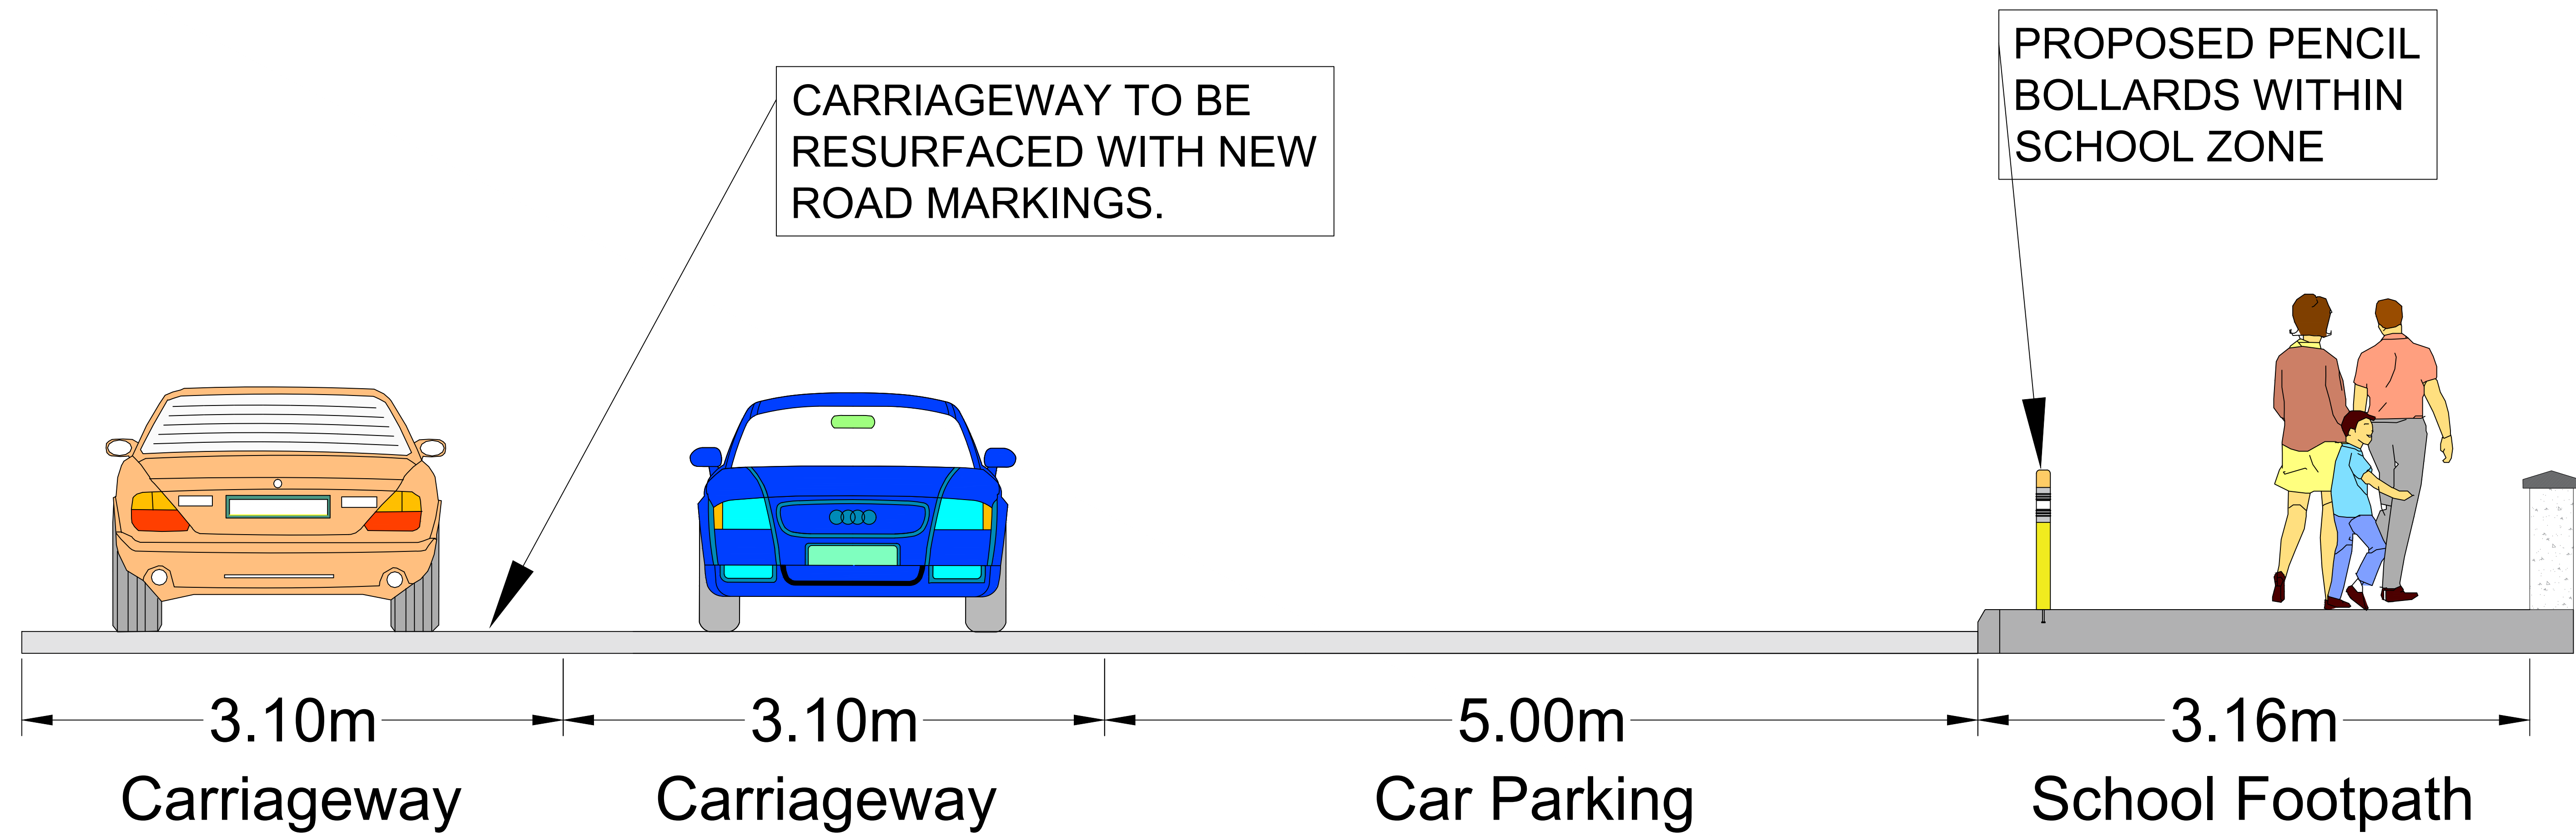 CARRIAGEWAY TO BE
RESURFACED WITH NEW
ROAD MARKINGS.
PROPOSED PENCIL
BOLLARDS WITHIN
SCHOOL ZONE
3.10m
3.10m
5.00m
3.16m
Carriageway
Carriageway
Car Parking
School Footpath